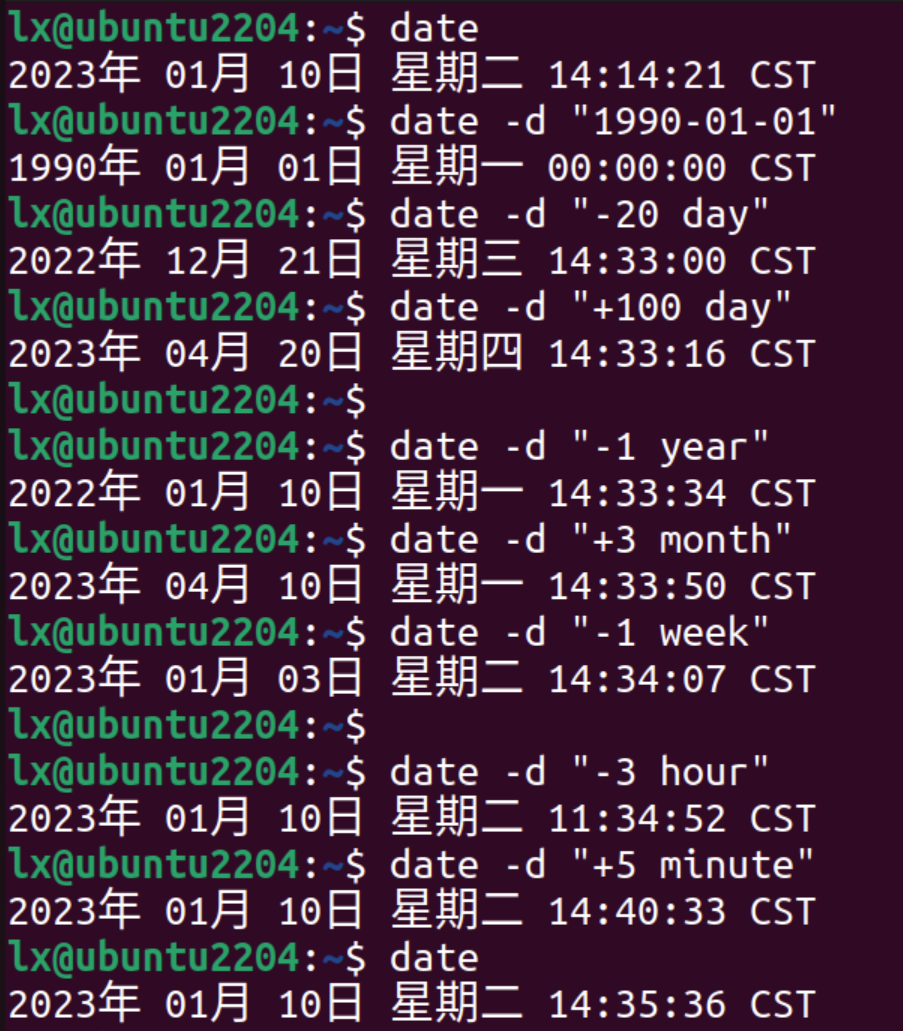 lx@ubuntu2204:~$ date
2023年 01月 10日 星期二 14:14:21 CST
lx@ubuntu2204:~$ date -d "1990-01-01"
1990年 01月 01日 星期一 00:00:00 CST
lx@ubuntu2204:~$ date -d "-20 day"
2022年 12月 21日 星期三 14:33:00 CST
lx@ubuntu2204:~$ date -d "+100 day"
2023年 04月 20日 星期四 14:33:16 CST
lx@ubuntu2204:~$
lx@ubuntu2204:~$ date -d "-1 year"
2022年 01月 10日 星期一 14:33:34 CST
lx@ubuntu2204:~$ date -d "+3 month"
2023年 04月 10日 星期一 14:33:50 CST
lx@ubuntu2204:~$ date -d "-1 week"
2023年 01月 03日 星期二 14:34:07 CST
lx@ubuntu2204:~$
lx@ubuntu2204:~$ date -d "-3 hour"
2023年 01月 10日 星期二 11:34:52 CST
lx@ubuntu2204:~$ date -d "+5 minute"
2023年 01月 10日 星期二 14:40:33 CST
lx@ubuntu2204:~$ date
2023年 01月 10日 星期二 14:35:36 CST